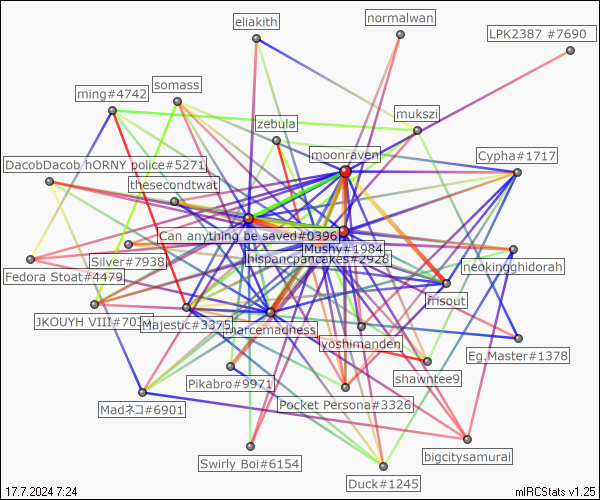 eliakith
normalwan
LPK2387 #7690
ming#4742
somass
mukszi
zebula
moonraven
Cypha#1717
DacobDacob hORNY police#5271
thesecondtwat
Can anything be saved#0396
Mushy#1984
hispancpancakes#2928
Silver#7938
neokingghidorah
Fedora Stoat#4479
frisout
JKOUYH VIII#703
Majestic#3375
marcemadness
yoshimanden
Eg.Master#1378
Pikabro#9971
shawntee9
Madネコ#6901
Pocket Persona#3326
bigcitysamurai
Swirly Boi#6154
Duck#1245
17.7.2024 7:24
mIRCStats v1.25